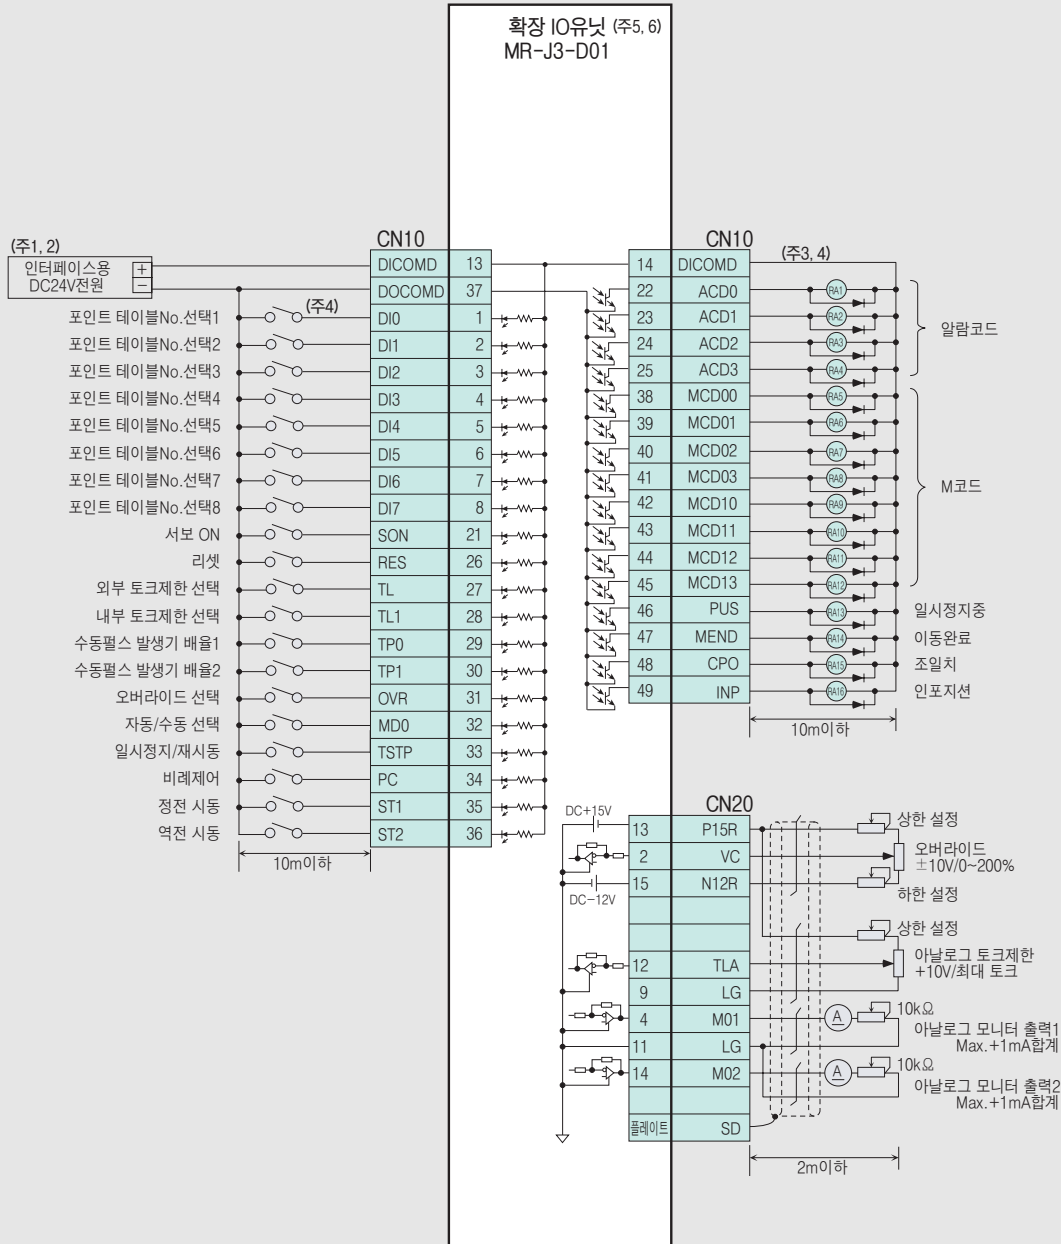 확장 IO유닛 (주5, 6)
MR-J3-D01
(주1, 2)
인터페이스용
DC24V전원
+
−
CN10
DICOMD 13
DOCOMD 37
(주4)
포인트 테이블No.선택1 DI0 1
포인트 테이블No.선택2 DI1 2
포인트 테이블No.선택3 DI2 3
포인트 테이블No.선택4 DI3 4
포인트 테이블No.선택5 DI4 5
포인트 테이블No.선택6 DI5 6
포인트 테이블No.선택7 DI6 7
포인트 테이블No.선택8 DI7 8
서보 ON SON 21
리셋 RES 26
외부 토크제한 선택 TL 27
내부 토크제한 선택 TL1 28
수동펄스 발생기 배율1 TP0 29
수동펄스 발생기 배율2 TP1 30
오버라이드 선택 OVR 31
자동/수동 선택 MD0 32
일시정지/재시동 TSTP 33
비례제어 PC 34
정전 시동 ST1 35
역전 시동 ST2 36
10m이하
CN10
14 DICOMD (주3, 4)
22 ACD0 RA1
23 ACD1 RA2
24 ACD2 RA3
25 ACD3 RA4
알람코드
38 MCD00 RA5
39 MCD01 RA6
40 MCD02 RA7
41 MCD03 RA8
42 MCD10 RA9
43 MCD11 RA10
44 MCD12 RA11
45 MCD13 RA12
M코드
46 PUS RA13 일시정지중
47 MEND RA14 이동완료
48 CPO RA15 조일치
49 INP RA16 인포지션
10m이하
CN20
DC+15V 13 P15R 상한 설정
2 VC 오버라이드
±10V/0~200%
DC−12V 15 N12R 하한 설정
상한 설정
12 TLA 아날로그 토크제한
+10V/최대 토크
9 LG
4 M01 A 10kΩ
아날로그 모니터 출력1
Max.+1mA합계
11 LG
14 M02 A 10kΩ
아날로그 모니터 출력2
Max.+1mA합계
플레이트 SD
2m이하